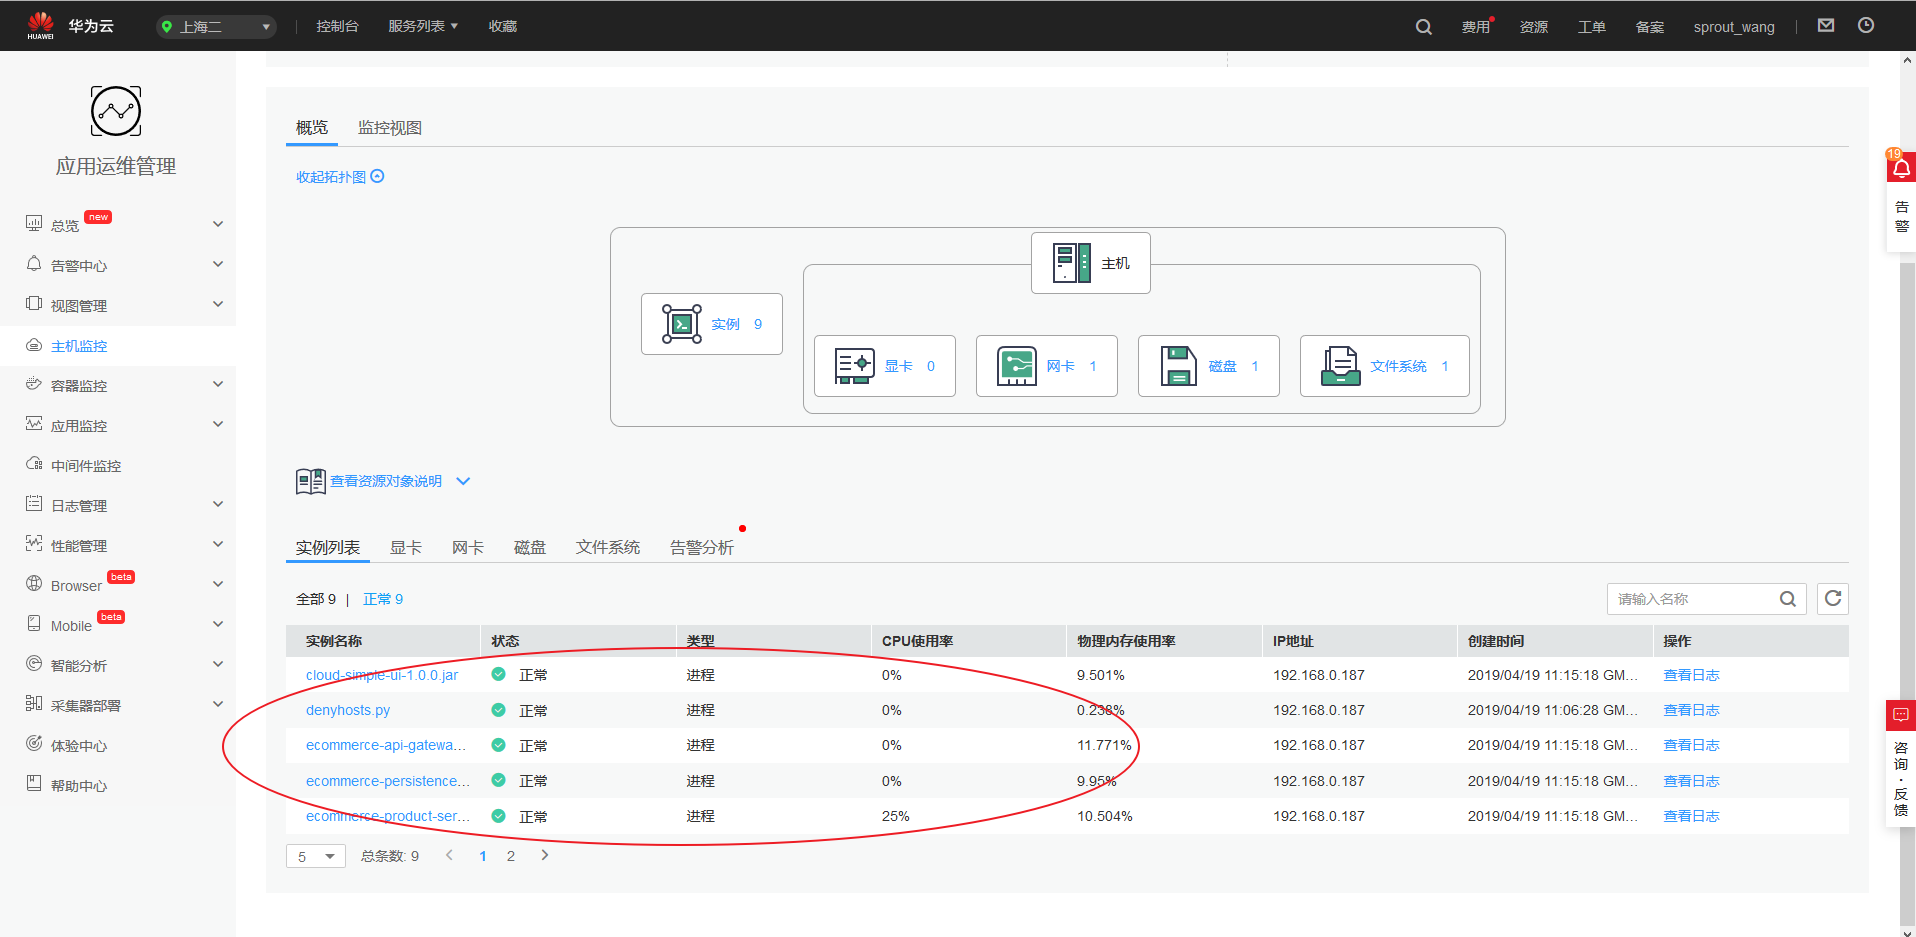 HUAWEI 华为云 上海二 控制台 服务列表 收藏 费用 资源 工单 备案 sprout_wang
应用运维管理
总览 new
告警中心
视图管理
主机监控
容器监控
应用监控
中间件监控
日志管理
性能管理
Browser beta
Mobile beta
智能分析
采集器部署
体验中心
帮助中心
概览 监控视图
收起拓扑图
主机
实例 9
显卡 0 网卡 1 磁盘 1 文件系统 1
查看资源对象说明
实例列表 显卡 网卡 磁盘 文件系统 告警分析
全部 9 | 正常 9 请输入名称
实例名称 状态 类型 CPU使用率 物理内存使用率 IP地址 创建时间 操作
cloud-simple-ui-1.0.0.jar 正常 进程 0% 9.501% 192.168.0.187 2019/04/19 11:15:18 GM... 查看日志
denyhosts.py 正常 进程 0% 0.238% 192.168.0.187 2019/04/19 11:06:28 GM... 查看日志
ecommerce-api-gatewa... 正常 进程 0% 11.771% 192.168.0.187 2019/04/19 11:15:18 GM... 查看日志
ecommerce-persistence... 正常 进程 0% 9.95% 192.168.0.187 2019/04/19 11:15:18 GM... 查看日志
ecommerce-product-ser... 正常 进程 25% 10.504% 192.168.0.187 2019/04/19 11:15:18 GM... 查看日志
5 总条数: 9 1 2
19
告
警
咨
询
·
反
馈